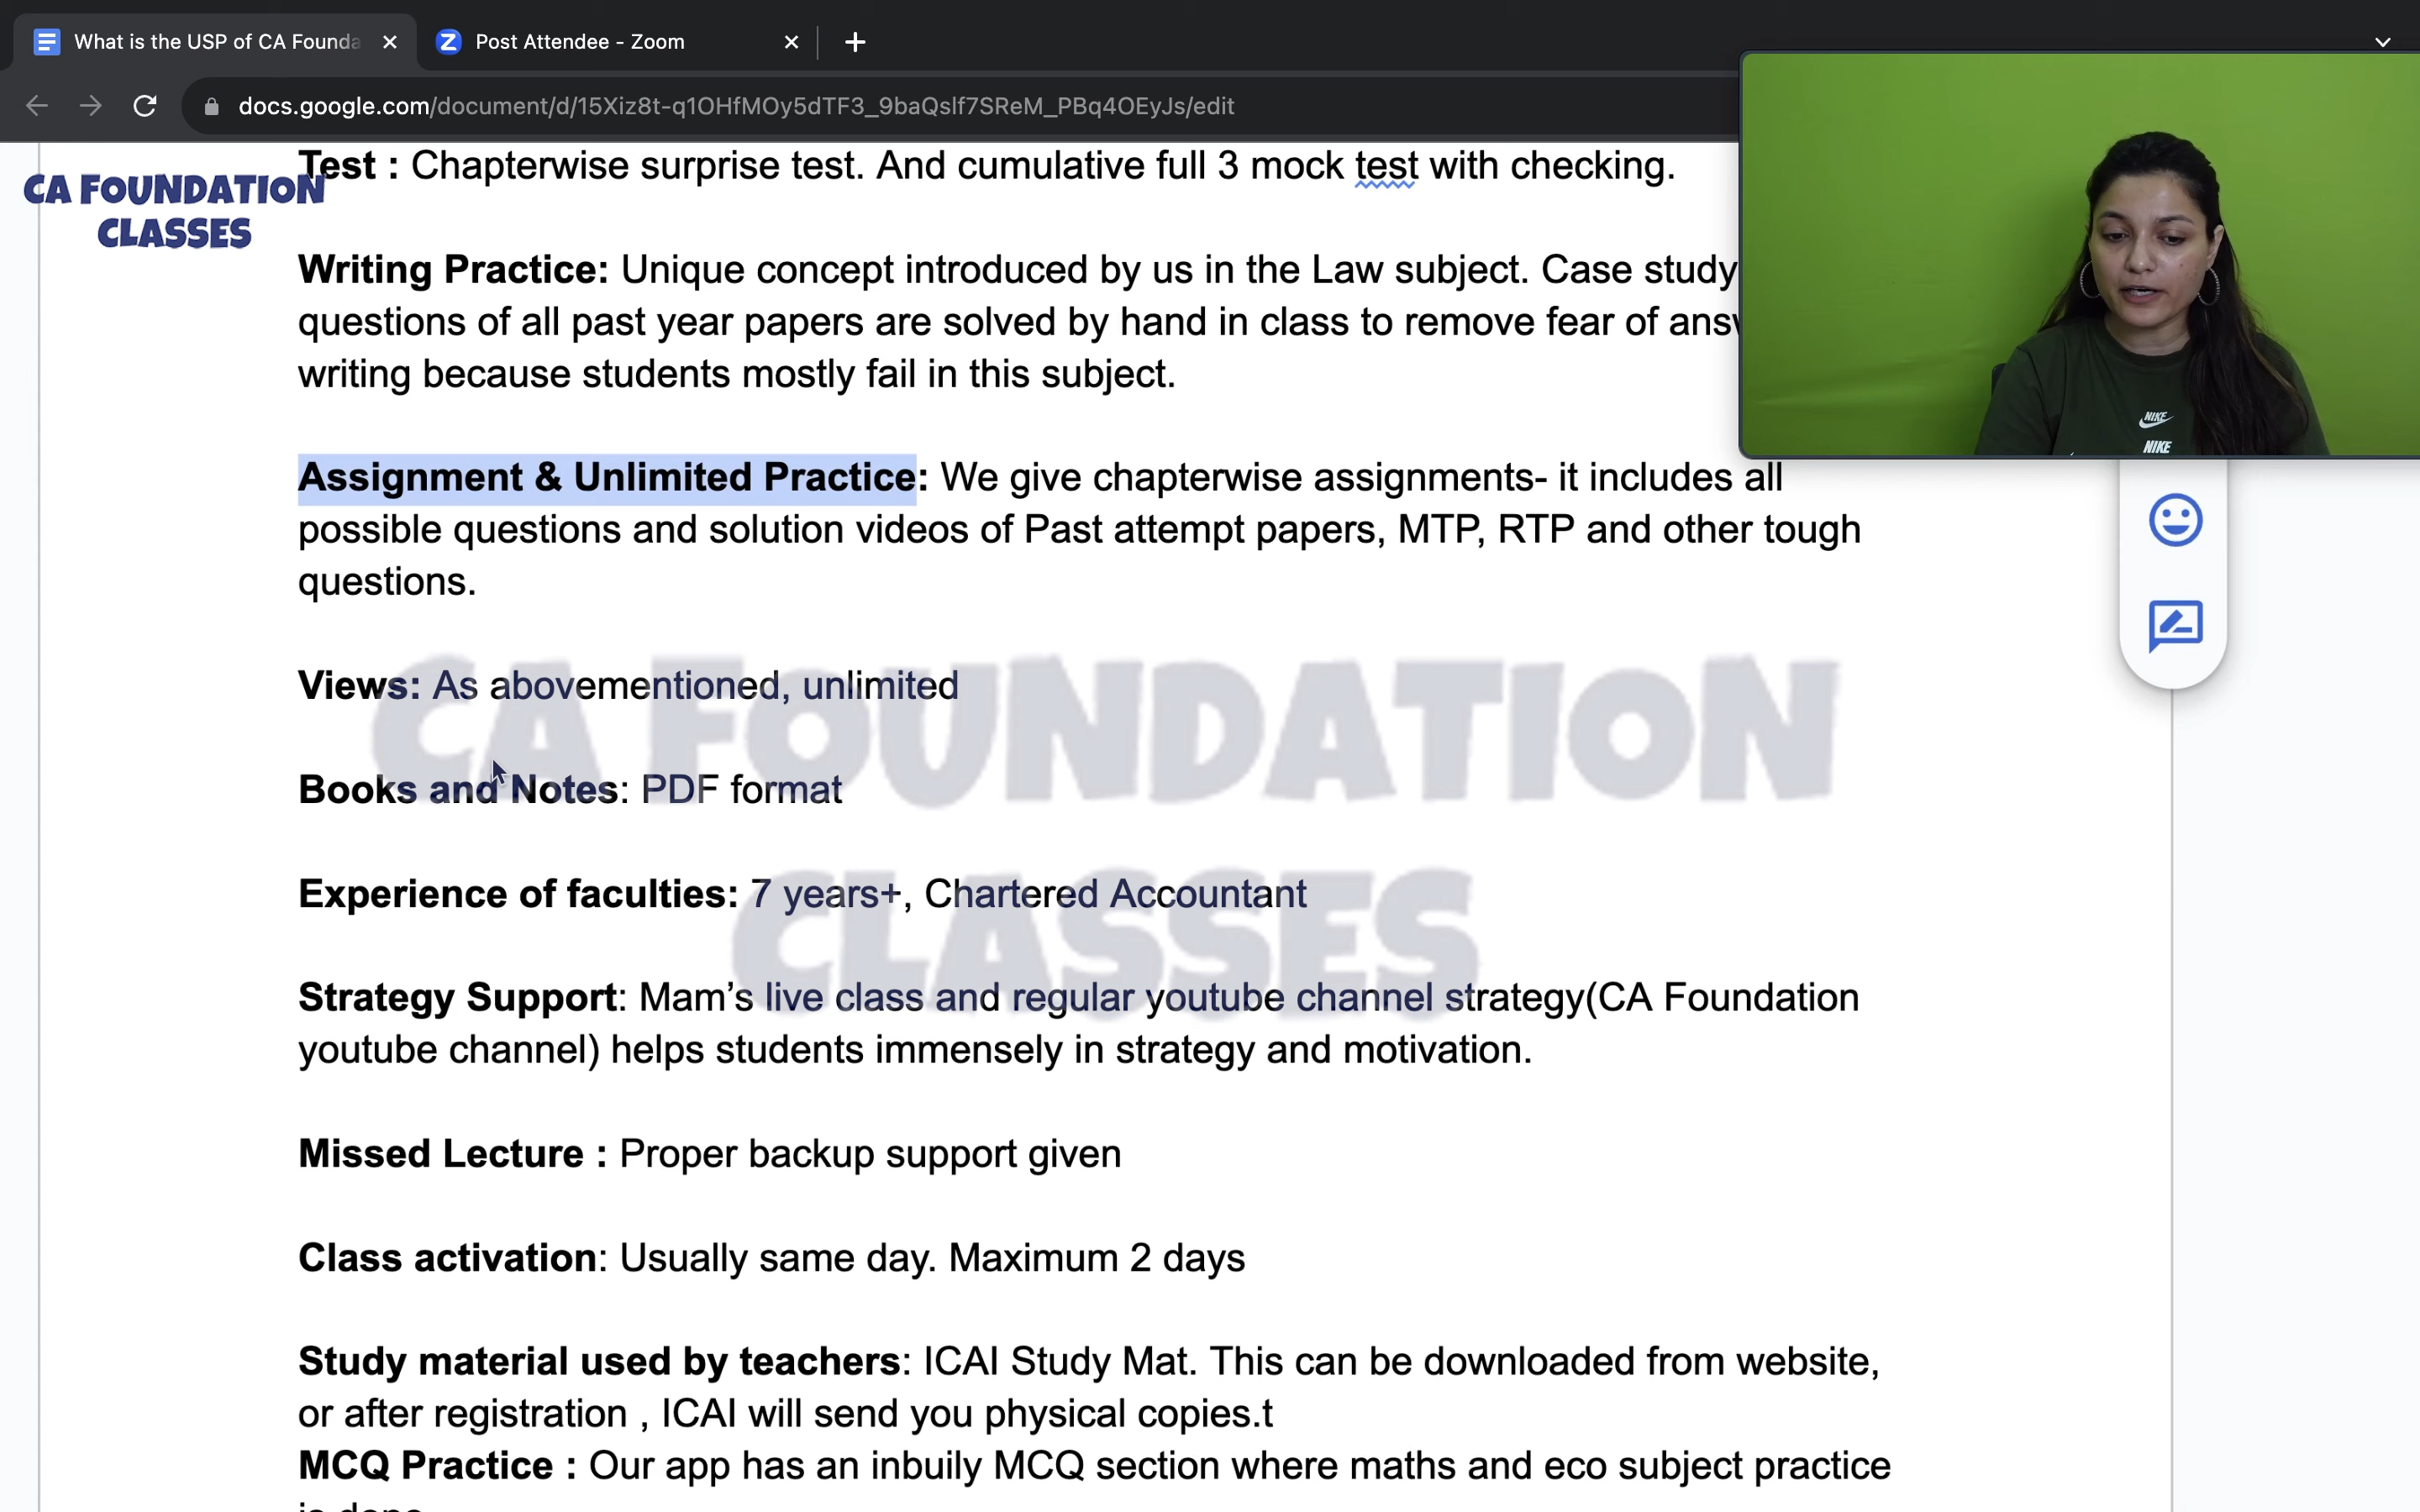 What is the USP of CA Founda
Post Attendee - Zoom
docs.google.com/document/d/15Xiz8t-q1OHfMOy5dTF3_9baQslf7SReM_PBq4OEyJs/edit
CA FOUNDATION
CLASSES
Test : Chapterwise surprise test. And cumulative full 3 mock test with checking.
Writing Practice: Unique concept introduced by us in the Law subject. Case study
questions of all past year papers are solved by hand in class to remove fear of
writing because students mostly fail in this subject.
NIKE
NIKE
Assignment & Unlimited Practice: We give chapterwise assignments- it includes all
possible questions and solution videos of Past attempt papers, MTP, RTP and other tough
questions.
Views: As abovementioned, unlimited
CA FOUNDATION
Books and Notes: PDF format
Experience of faculties: 7 years+, Chartered Accountant
CLASSES
Strategy Support: Mam’s live class and regular youtube channel strategy(CA Foundation
youtube channel) helps students immensely in strategy and motivation.
Missed Lecture : Proper backup support given
Class activation: Usually same day. Maximum 2 days
Study material used by teachers: ICAI Study Mat. This can be downloaded from website,
or after registration , ICAI will send you physical copies.t
MCQ Practice : Our app has an inbuily MCQ section where maths and eco subject practice